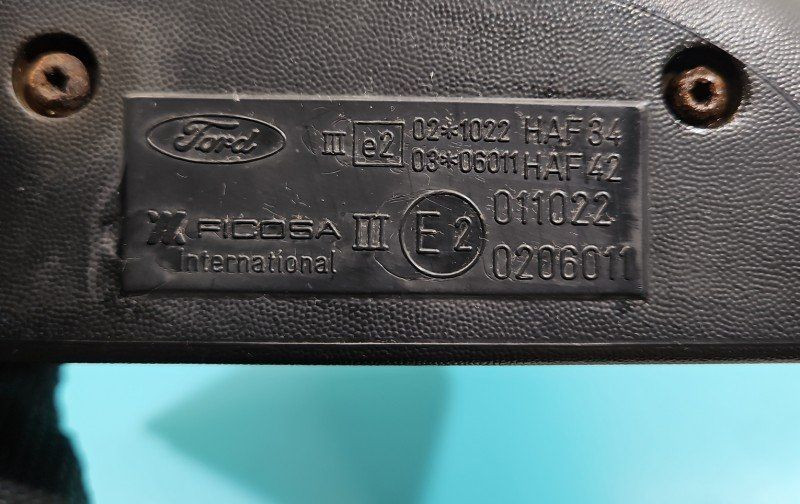 Ford III e2 02*1022 HAF34
03*06011 HAF42
FICOSA III E2 011022
International 0206011